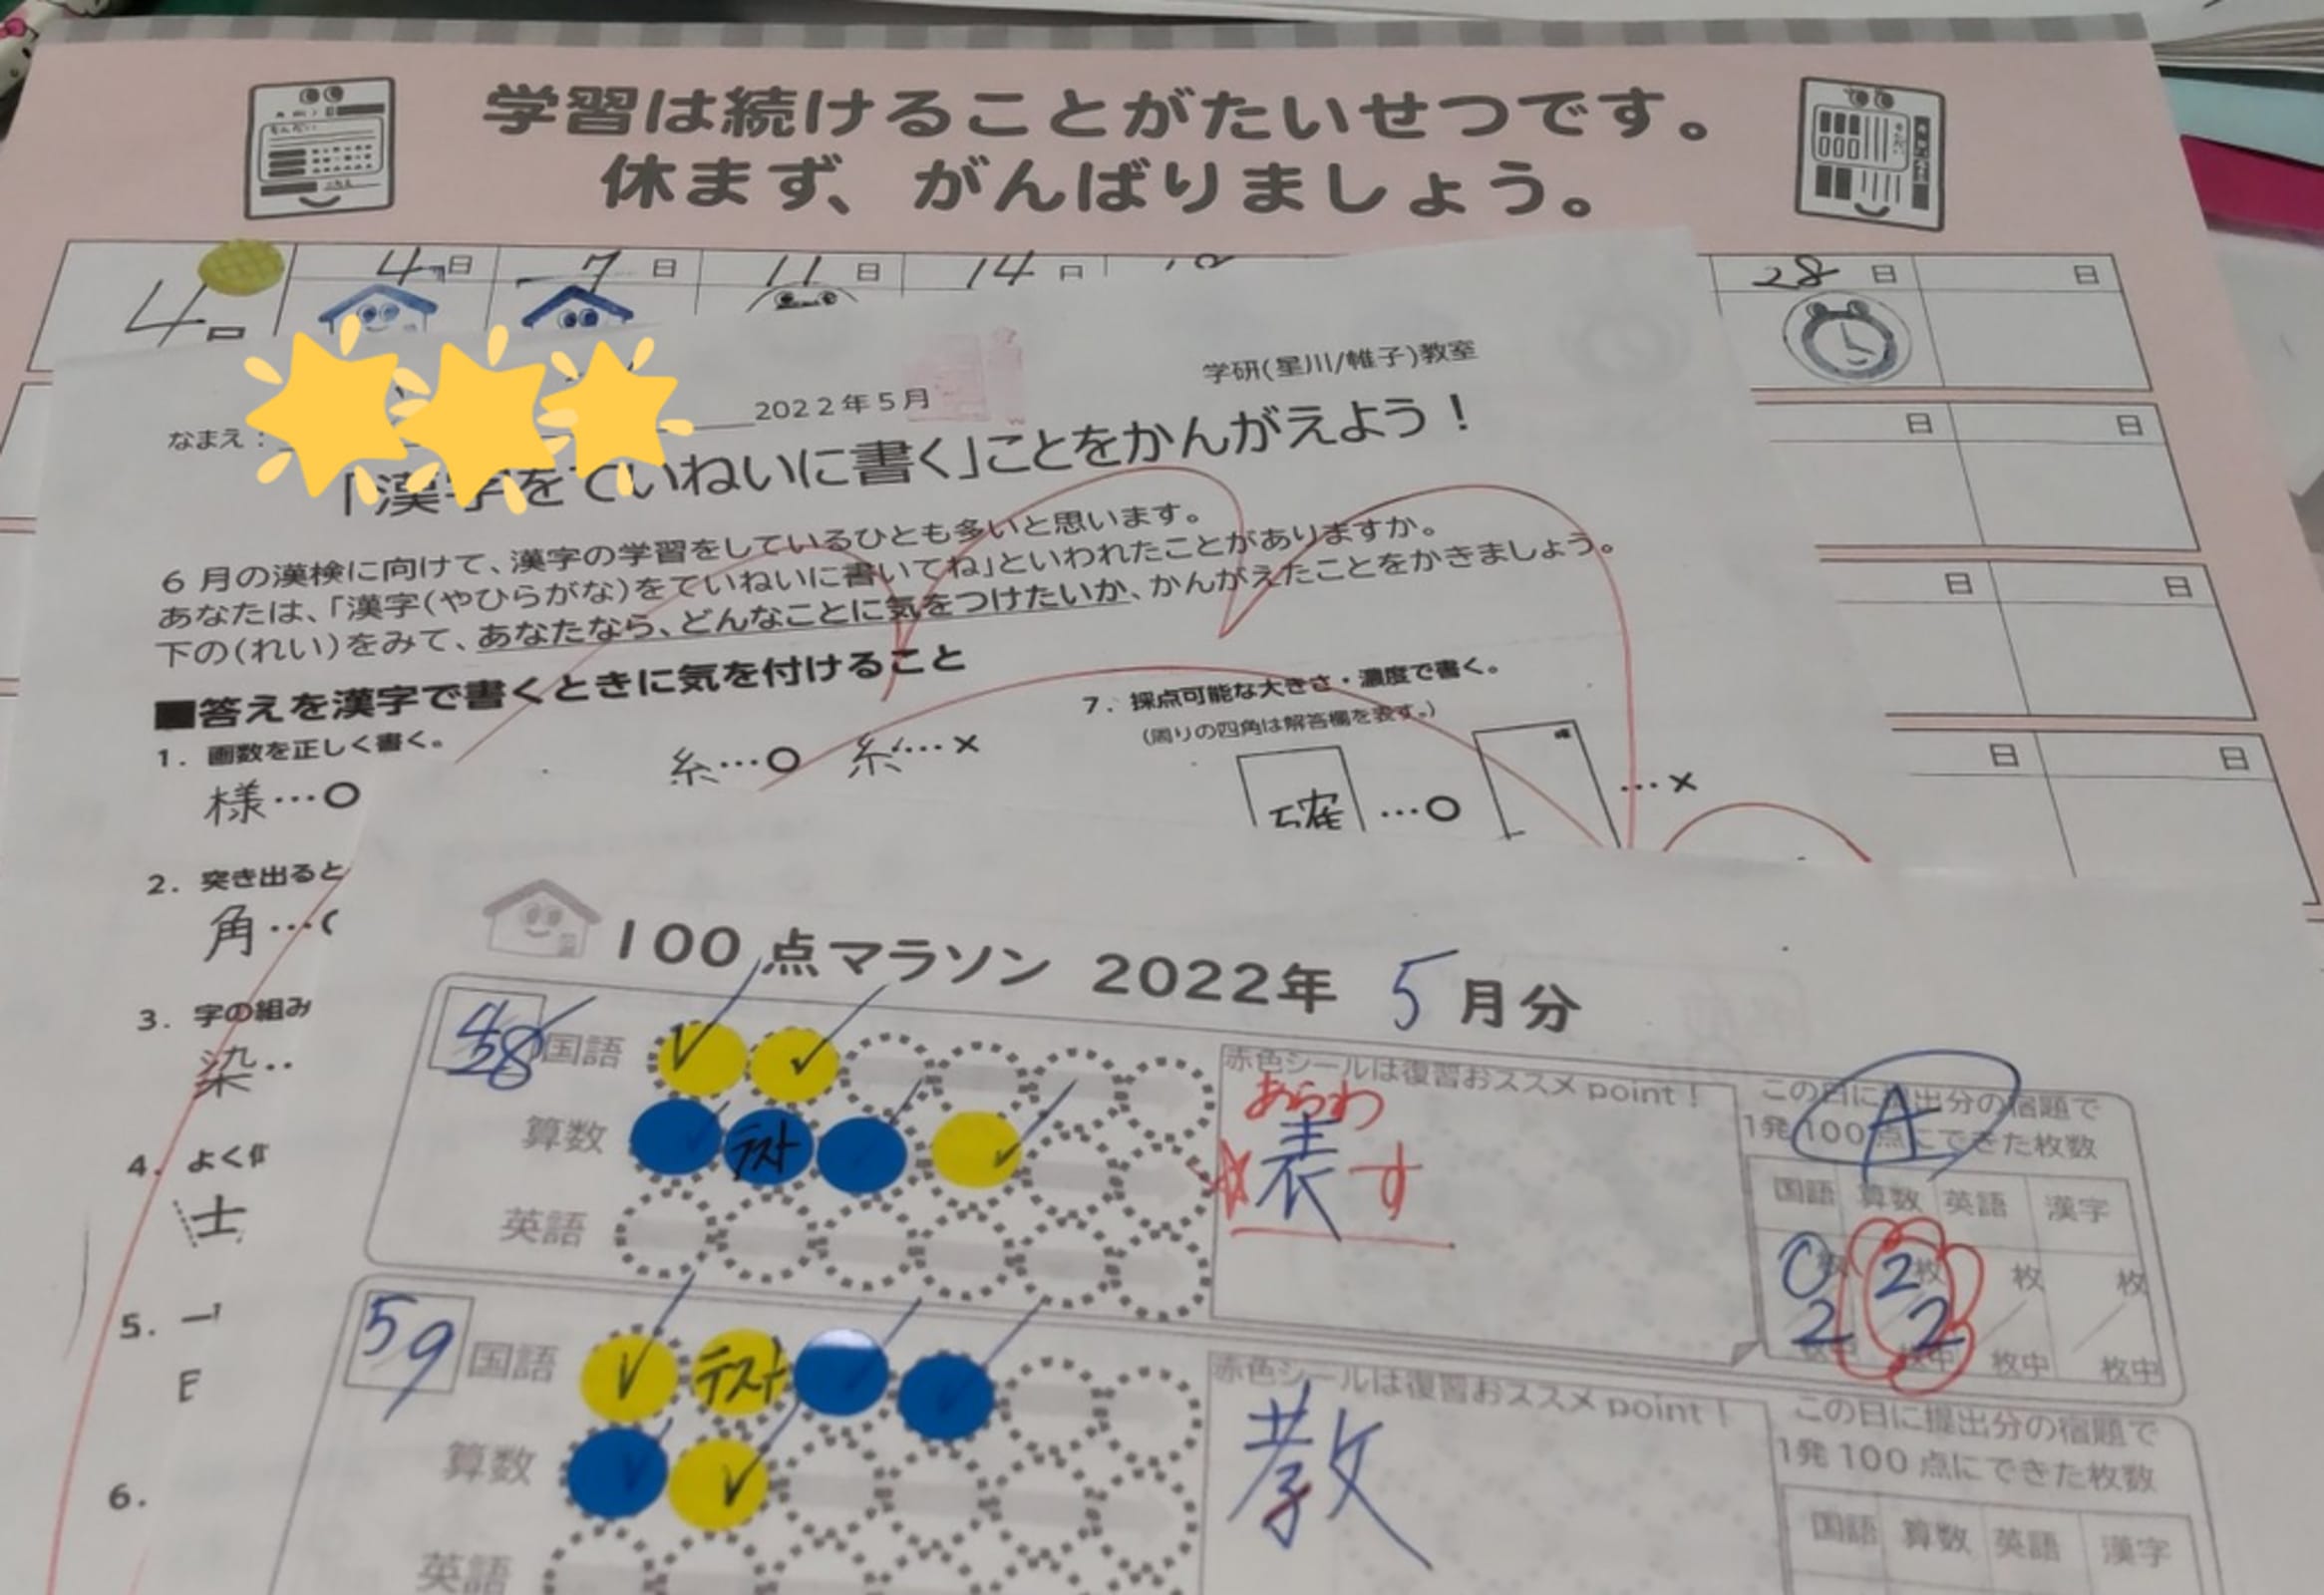 学習は続けることがたいせつです。
休まず、がんばりましょう。
4日 7日 11日 14日 28日 日
4
日 日
日 日
日 日
学研(星川/帷子)教室
なまえ： 2022年5月
「漢字をていねいに書く」ことをかんがえよう！
6月の漢検に向けて、漢字の学習をしているひとも多いと思います。
あなたは、「漢字(やひらがな)をていねいに書いてね」といわれたことがありますか。
下の(れい)をみて、あなたなら、どんなことに気をつけたいか、かんがえたことをかきましょう。
■答えを漢字で書くときに気を付けること
1. 画数を正しく書く。
様…○ 糸…○ 糸…×
7. 採点可能な大きさ・濃度で書く。
(周りの四角は解答欄を表す。)
確 …○ …×
2. 突き出ると
角…
3. 字の組み
染‥
4. よく
士
5.
6.
100点マラソン 2022年 5月分
国語
算数 テスト
英語
赤色シールは復習おススメpoint！
あらわ
☆表す
この日に提出分の宿題で
1発100点にできた枚数
A
国語 算数 英語 漢字
0枚 2枚 枚 枚
2枚中 2枚中 枚中 枚中
59
国語 テスト
算数
英語
赤色シールは復習おススメpoint！
教
この日に提出分の宿題で
1発100点にできた枚数
国語 算数 英語 漢字